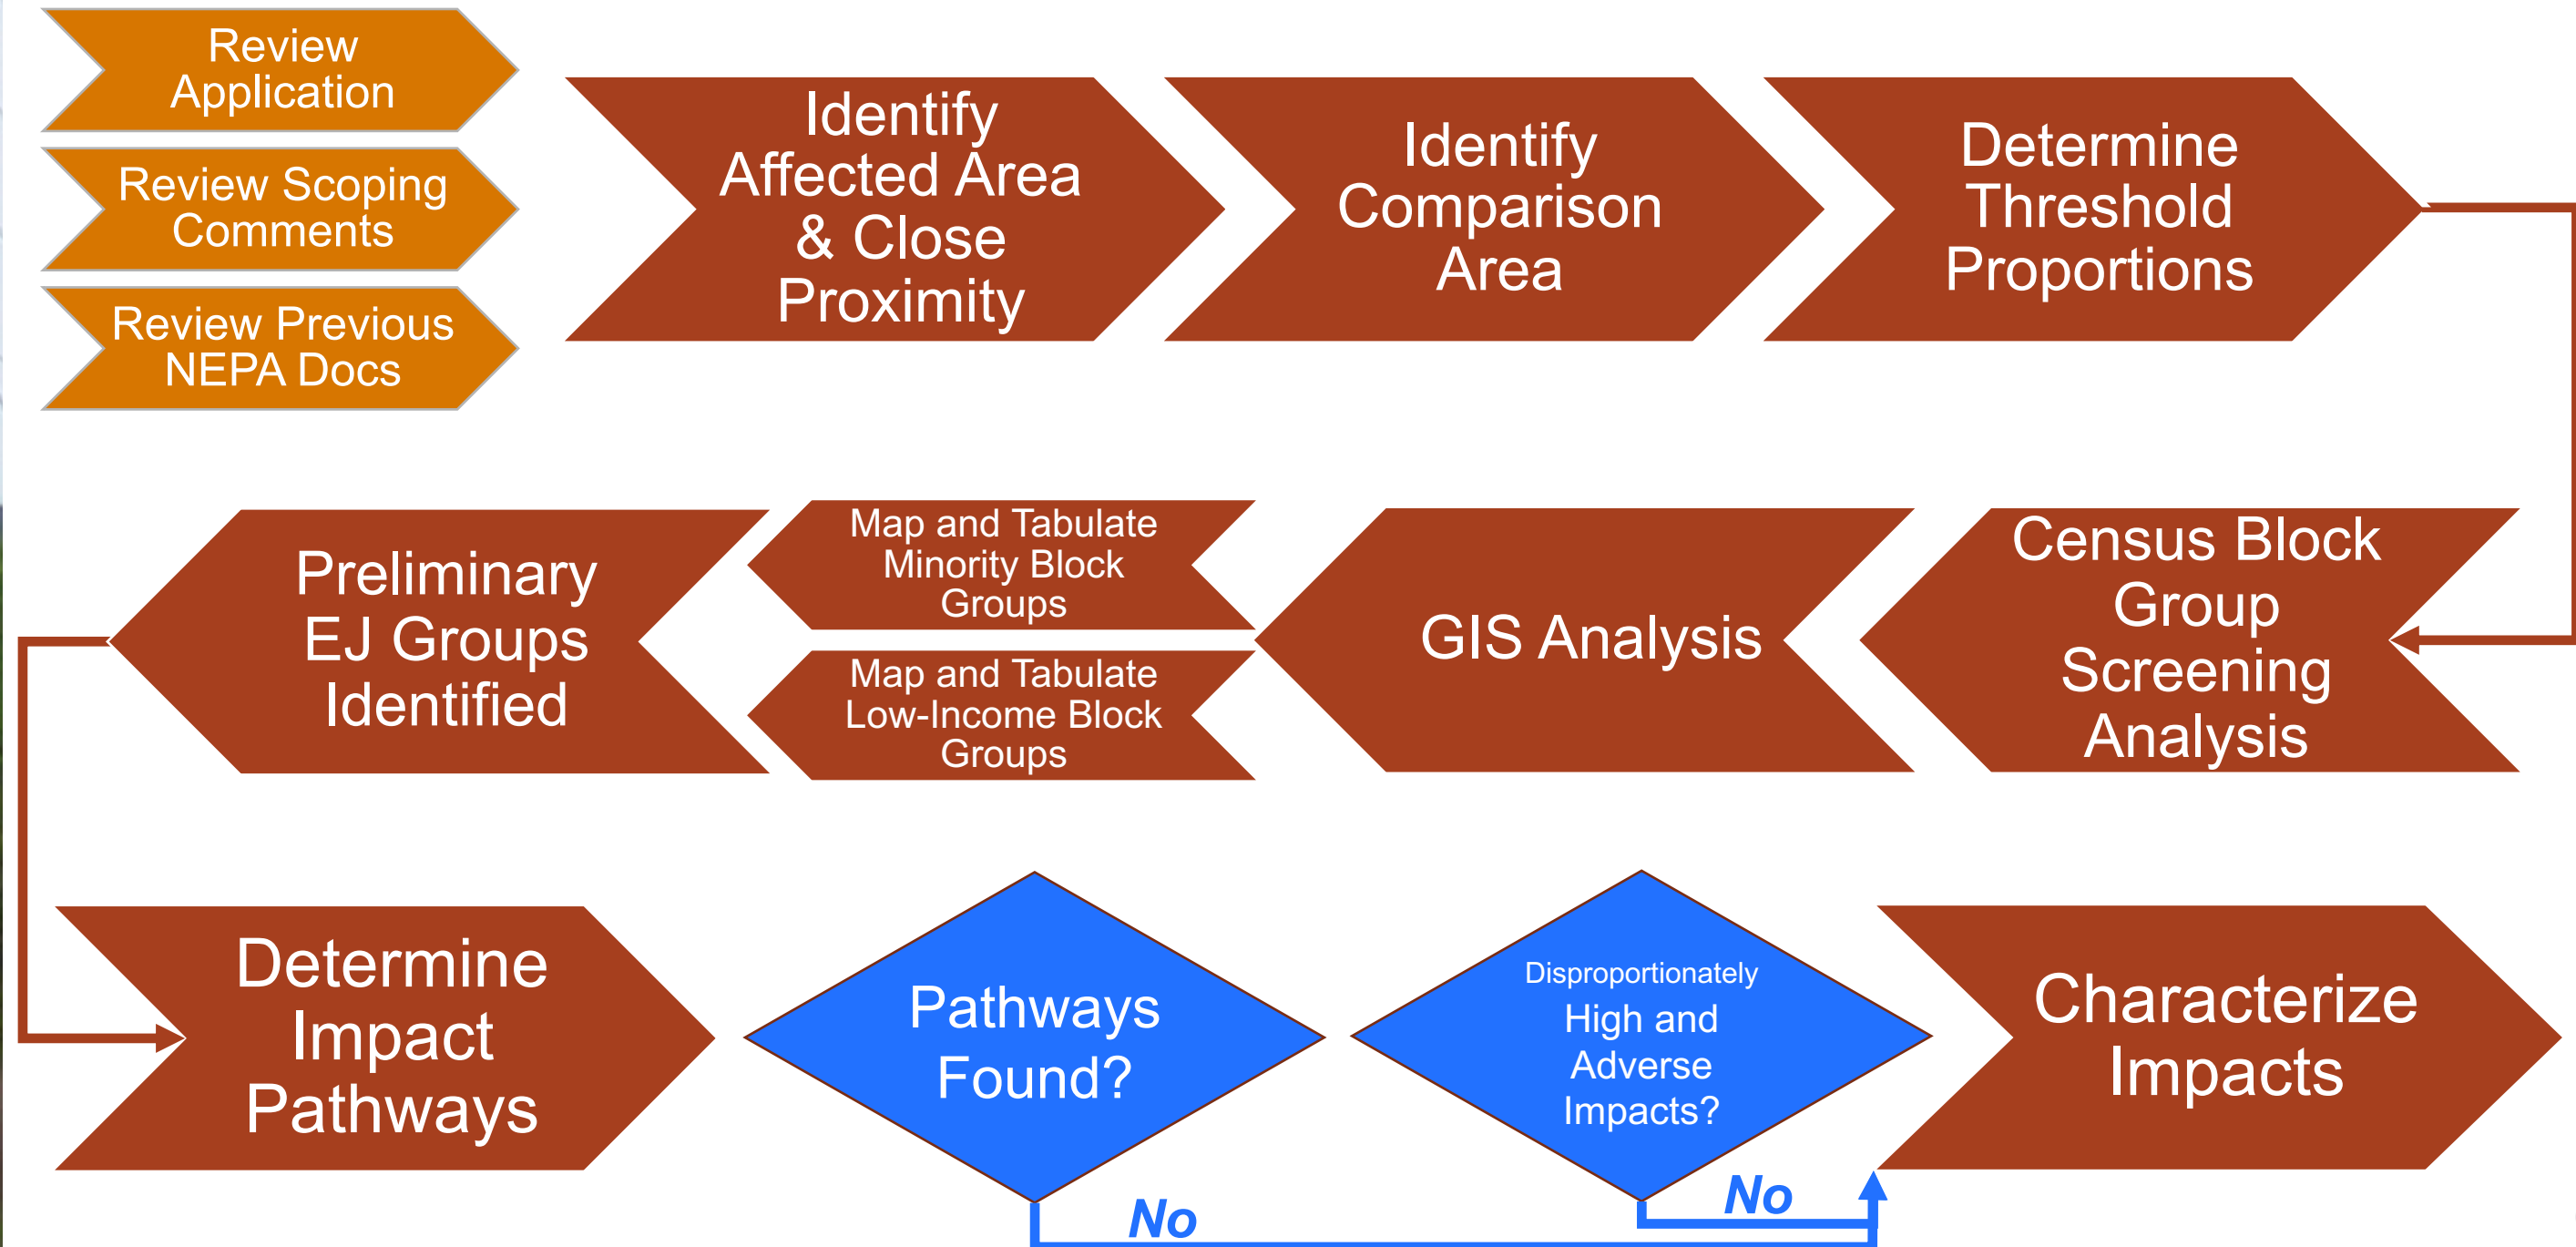 Review
Application
Review Scoping
Comments
Review Previous
NEPA Docs
Identify
Affected Area
& Close
Proximity
Identify
Comparison
Area
Determine
Threshold
Proportions
Census Block
Group
Screening
Analysis
GIS Analysis
Map and Tabulate
Minority Block
Groups
Map and Tabulate
Low-Income Block
Groups
Preliminary
EJ Groups
Identified
Determine
Impact
Pathways
Pathways
Found?
No
Disproportionately
High and
Adverse
Impacts?
No
Characterize
Impacts